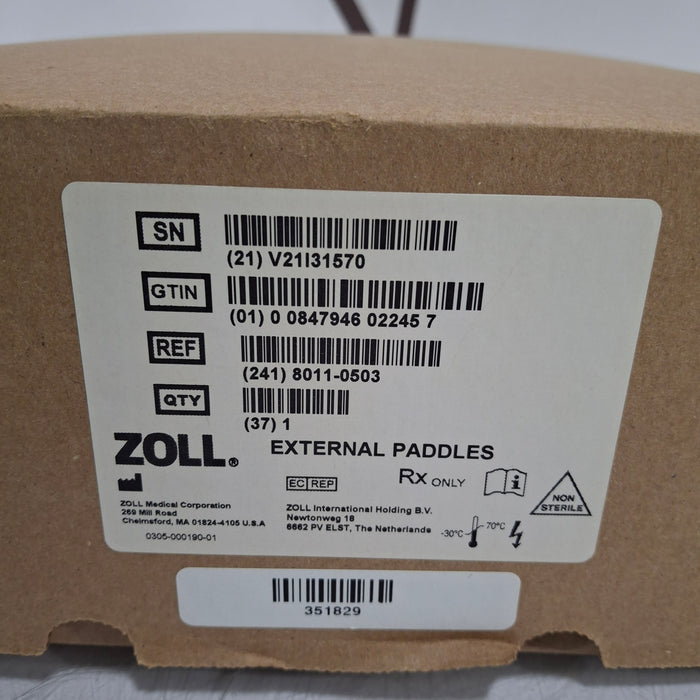 SN
(21) V21I31570
GTIN
(01) 0 0847946 02245 7
REF
(241) 8011-0503
QTY
(37) 1
ZOLL®
EXTERNAL PADDLES
EC REP
Rx ONLY
i
NON
STERILE
ZOLL Medical Corporation
269 Mill Road
Chelmsford, MA 01824-4105 U.S.A
0305-000190-01
ZOLL International Holding B.V.
Newtonweg 18
6662 PV ELST, The Netherlands
-30°C
70°C
351829